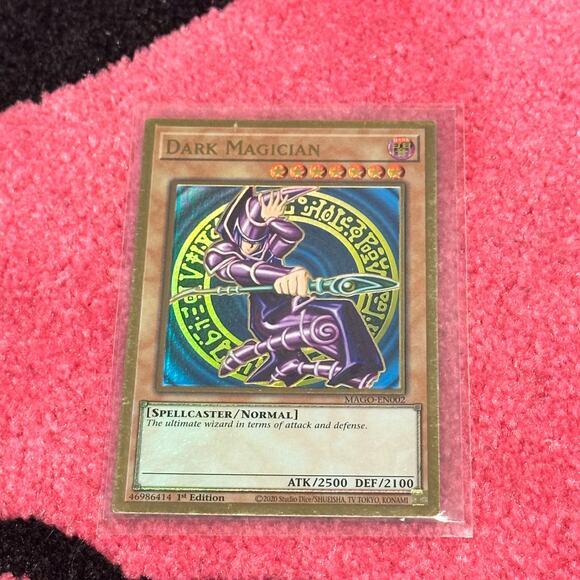 DARK MAGICIAN
DARK
MAGO-EN002
[SPELLCASTER/NORMAL]
The ultimate wizard in terms of attack and defense.
ATK/2500 DEF/2100
46986414 1st Edition ©2020 Studio Dice/SHUEISHA, TV TOKYO, KONAMI